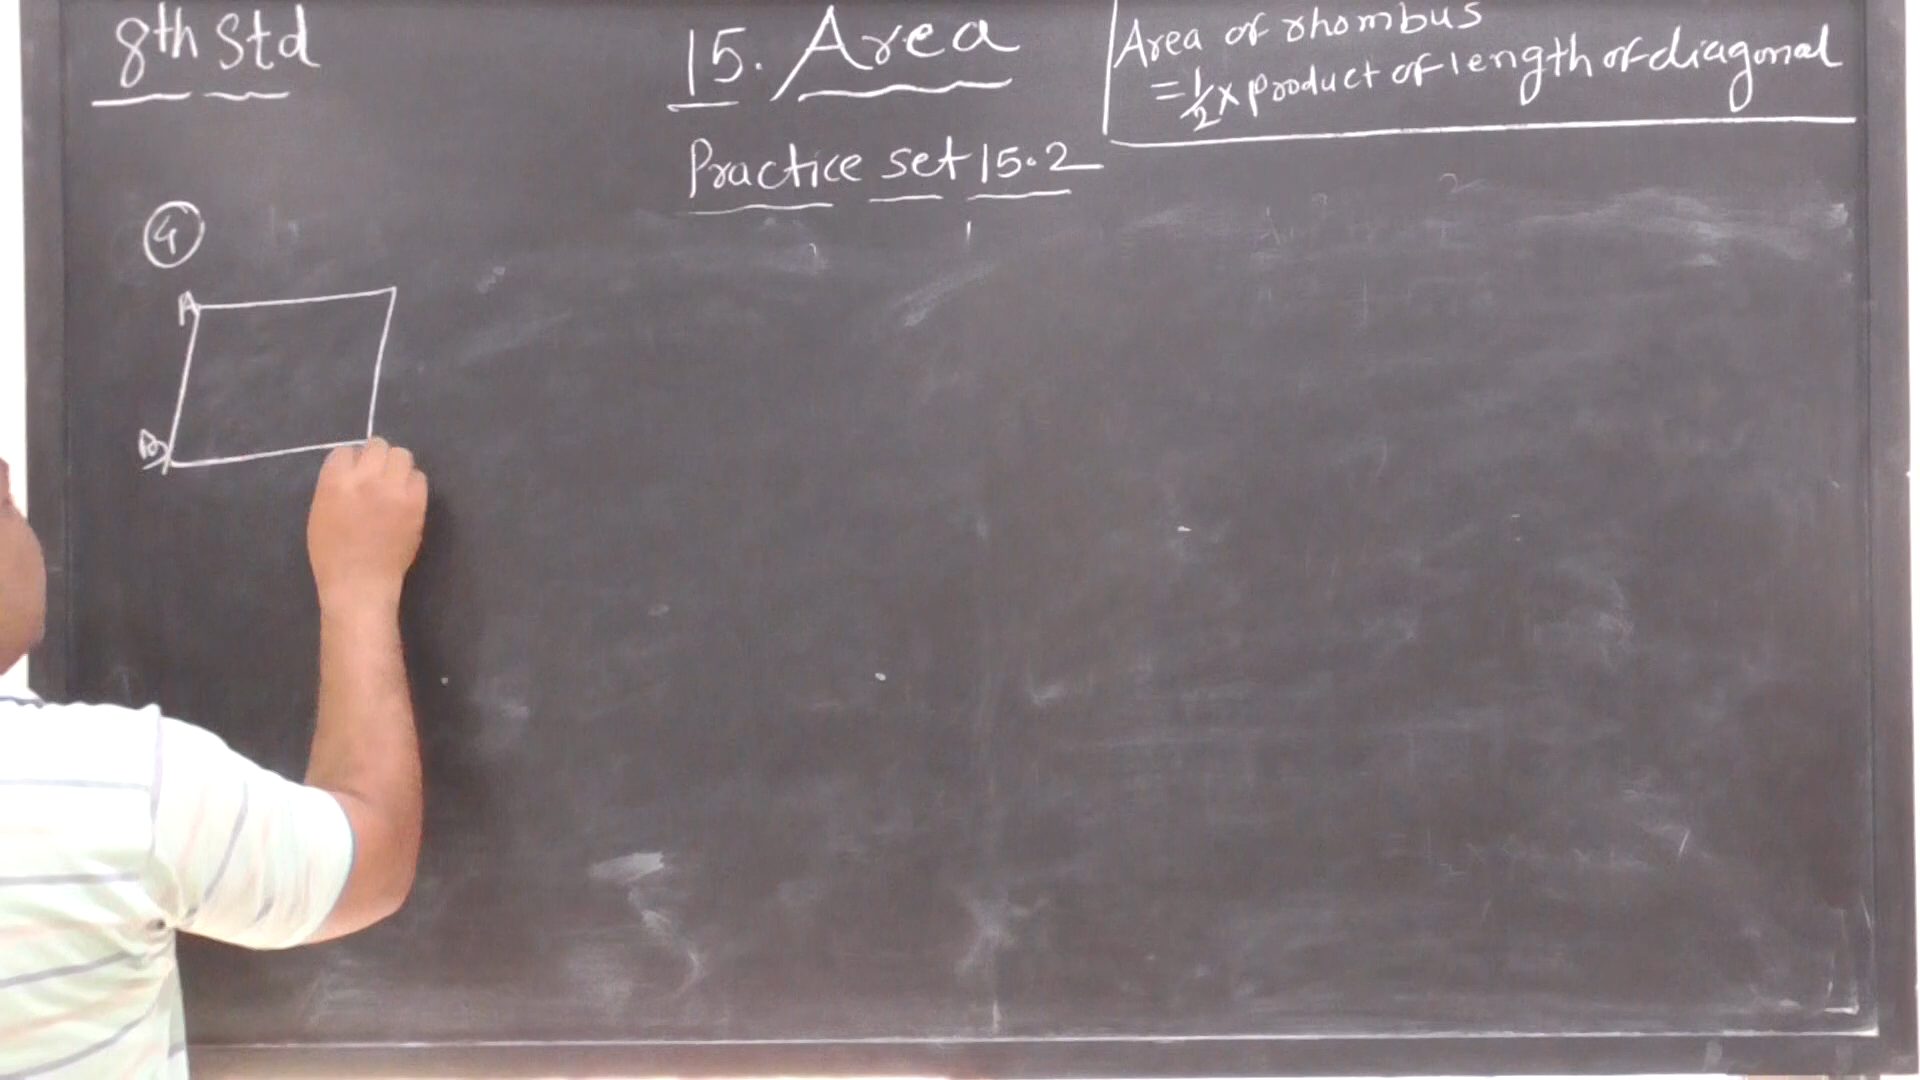 8th Std
15. Area
Area of rhombus
= 1/2 x product of length of diagonal
Practice set 15.2
4
A
B